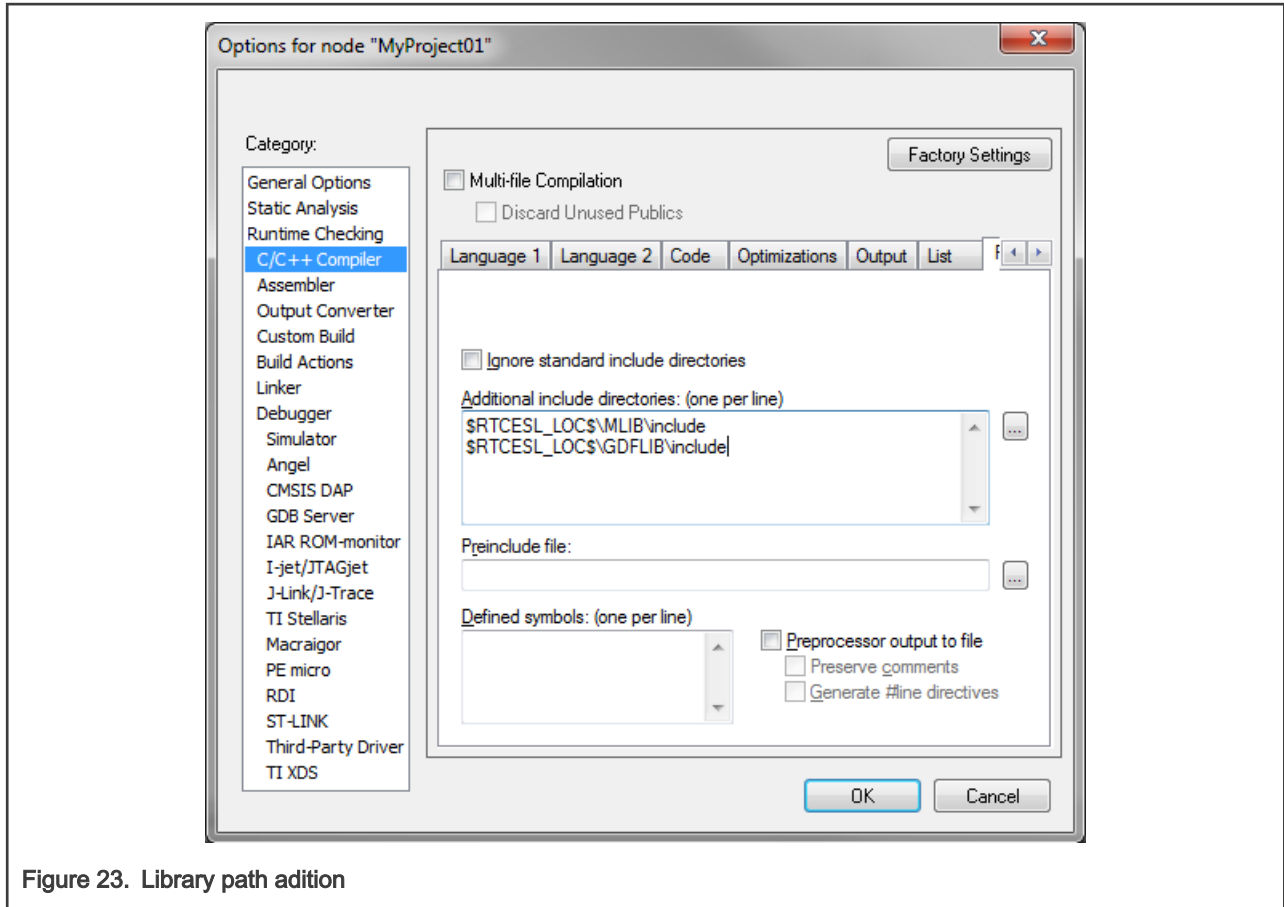 Options for node "MyProject01"
Category:
Factory Settings
General Options
Static Analysis
Runtime Checking
C/C++ Compiler
Assembler
Output Converter
Custom Build
Build Actions
Linker
Debugger
Simulator
Angel
CMSIS DAP
GDB Server
IAR ROM-monitor
I-jet/JTAGjet
J-Link/J-Trace
TI Stellaris
Macraigor
PE micro
RDI
ST-LINK
Third-Party Driver
TI XDS
Multi-file Compilation
Discard Unused Publics
Language 1 Language 2 Code Optimizations Output List
Ignore standard include directories
Additional include directories: (one per line)
$RTCESL_LOC$\MLIB\include
$RTCESL_LOC$\GDFLIB\include
...
Preinclude file:
...
Defined symbols: (one per line)
Preprocessor output to file
Preserve comments
Generate #line directives
OK Cancel
Figure 23. Library path adition